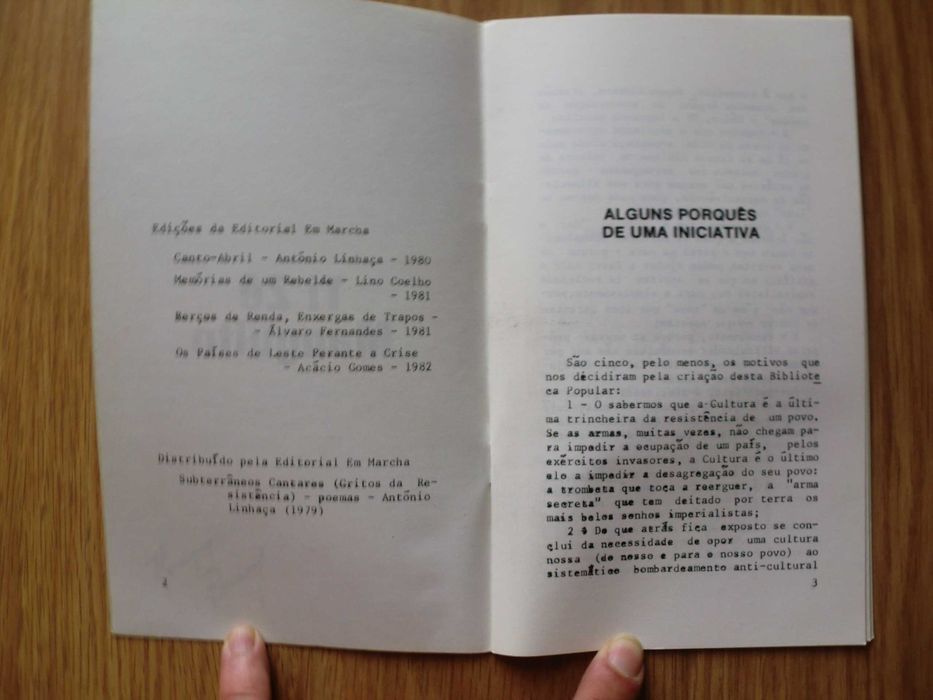 Edições da Editorial Em Marcha
Canto-Abril - António Linhaça - 1980
Memórias de um Rebelde - Lino Coelho
- 1981
Berços de Renda, Enxergas de Trapos -
- Álvaro Fernandes - 1981
Os Países de Leste Perante a Crise
- Acácio Gomes - 1982
Distribuído pela Editorial Em Marcha
Subterrâneos Cantares (Gritos da Re-
sistência) - poemas - António
Linhaça (1979)
2
ALGUNS PORQUÊS
DE UMA INICIATIVA
São cinco, pelo menos, os motivos que
nos decidiram pela criação desta Bibliote
ca Popular:
1 - O sabermos que a Cultura é a últi-
ma trincheira da resistência de um povo.
Se as armas, muitas vezes, não chegam pa-
ra impedir a ocupação de um país, pelos
exércitos invasores, a Cultura é o último
elo a impedir a desagregação do seu povo:
a trombeta que toca a reerguer, a "arma
secreta" que tem deitado por terra os
mais belos sonhos imperialistas;
2 - De que atrás fica exposto se con-
clui da necessidade de opor uma cultura
nossa (do nosso e para o nosso povo) ao
sistemático bombardeamento anti-cultural
3